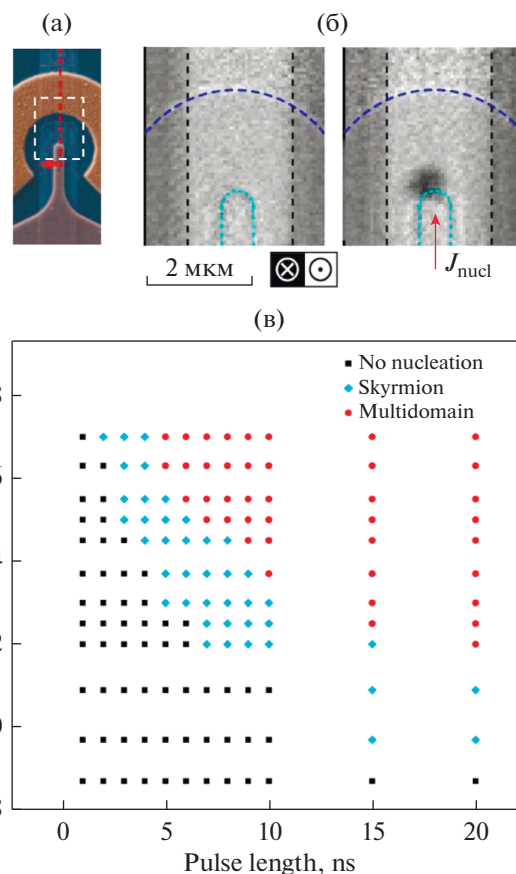 (а)
(б)
2 мкм
J_nucl
(в)
No nucleation
Skyrmion
Multidomain
0 5 10 15 20
Pulse length, ns